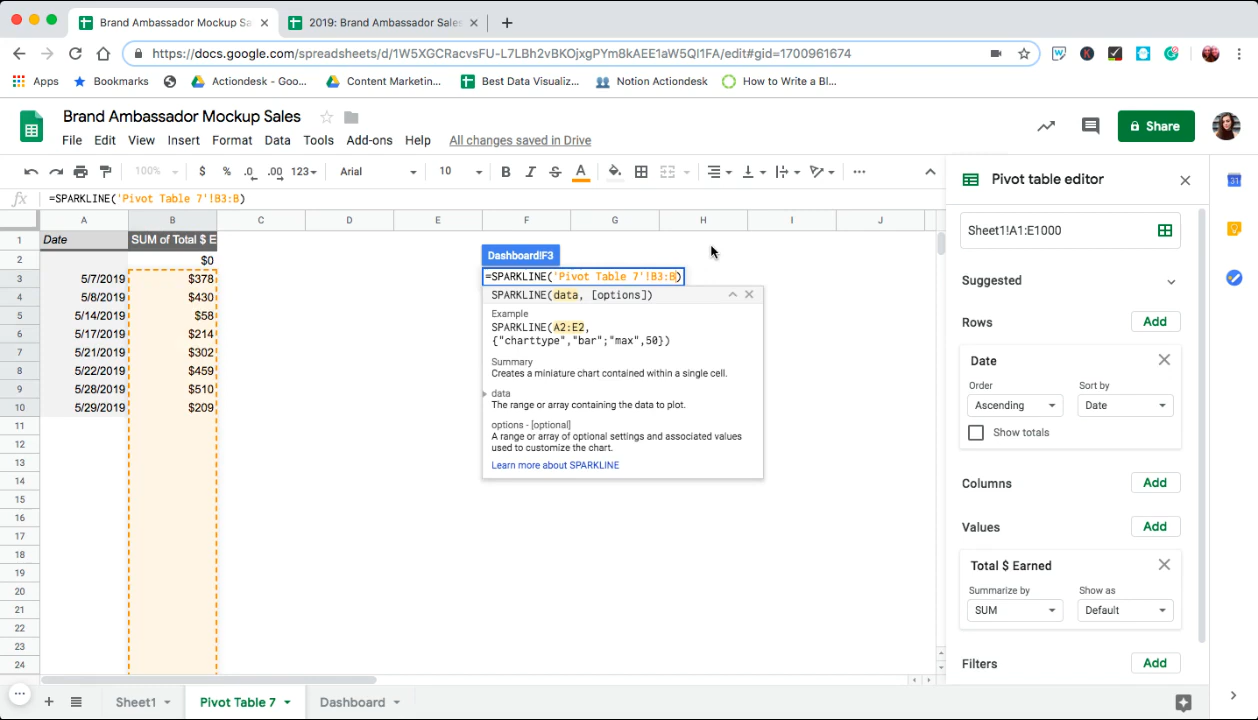 Brand Ambassador Mockup Sa
2019: Brand Ambassador Sales
https://docs.google.com/spreadsheets/d/1W5XGCRacvsFU-L7LBh2vBKOjxgPYm8kAEE1aW5Ql1FA/edit#gid=1700961674
Apps
Bookmarks
Actiondesk - Goo...
Content Marketin...
Best Data Visualiz...
Notion Actiondesk
How to Write a Bl...
Brand Ambassador Mockup Sales
File Edit View Insert Format Data Tools Add-ons Help All changes saved in Drive
Share
100% $ % .0 .00 123 Arial 10 B I S A
fx =SPARKLINE('Pivot Table 7'!B3:B)
A B C D E F G H I J
1 Date SUM of Total $ E
2 $0
3 5/7/2019 $378
4 5/8/2019 $430
5 5/14/2019 $58
6 5/17/2019 $214
7 5/21/2019 $302
8 5/22/2019 $459
9 5/28/2019 $510
10 5/29/2019 $209
11
12
13
14
15
16
17
18
19
20
21
22
23
24
Dashboard!F3
=SPARKLINE('Pivot Table 7'!B3:B)
SPARKLINE(data, [options])
Example
SPARKLINE(A2:E2,
{"charttype","bar";"max",50})
Summary
Creates a miniature chart contained within a single cell.
data
The range or array containing the data to plot.
options - [optional]
A range or array of optional settings and associated values
used to customize the chart.
Learn more about SPARKLINE
Pivot table editor
Sheet1!A1:E1000
Suggested
Rows Add
Date
Order Sort by
Ascending Date
Show totals
Columns Add
Values Add
Total $ Earned
Summarize by Show as
SUM Default
Filters Add
31
Sheet1
Pivot Table 7
Dashboard